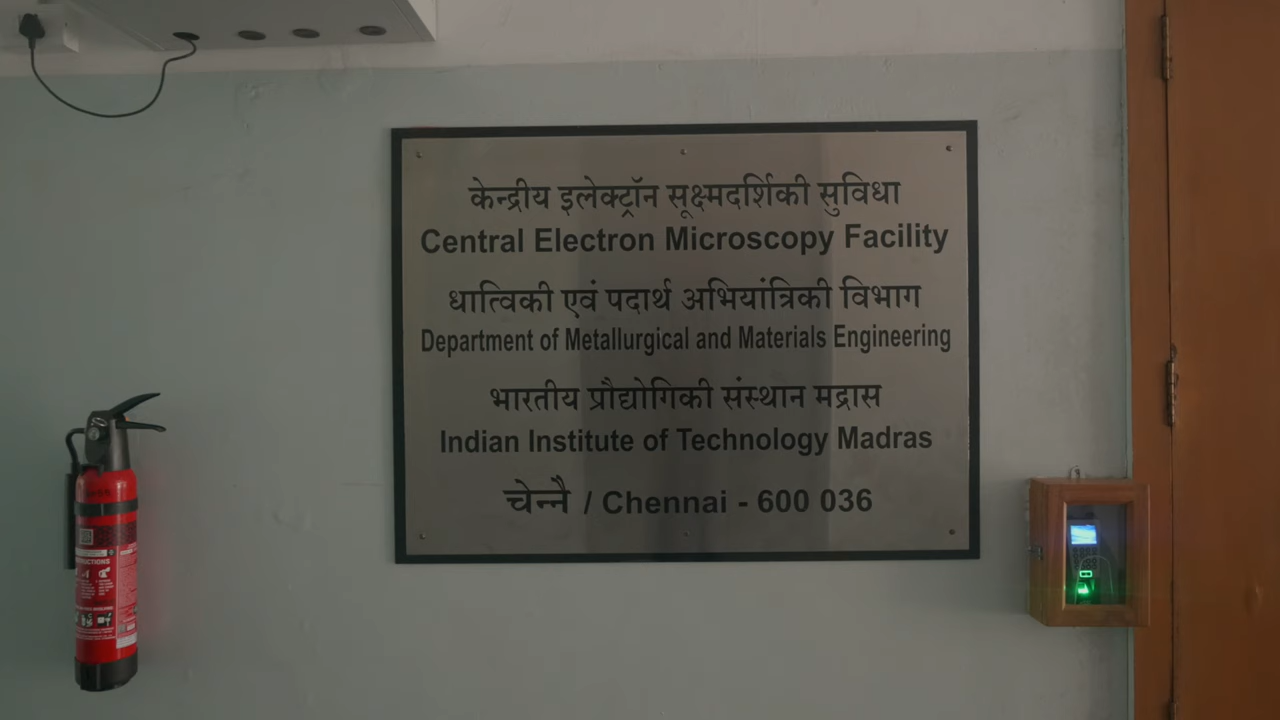 केन्द्रीय इलेक्ट्रॉन सूक्ष्मदर्शिकी सुविधा
Central Electron Microscopy Facility
धात्विकी एवं पदार्थ अभियांत्रिकी विभाग
Department of Metallurgical and Materials Engineering
भारतीय प्रौद्योगिकी संस्थान मद्रास
Indian Institute of Technology Madras
चेन्नै / Chennai - 600 036